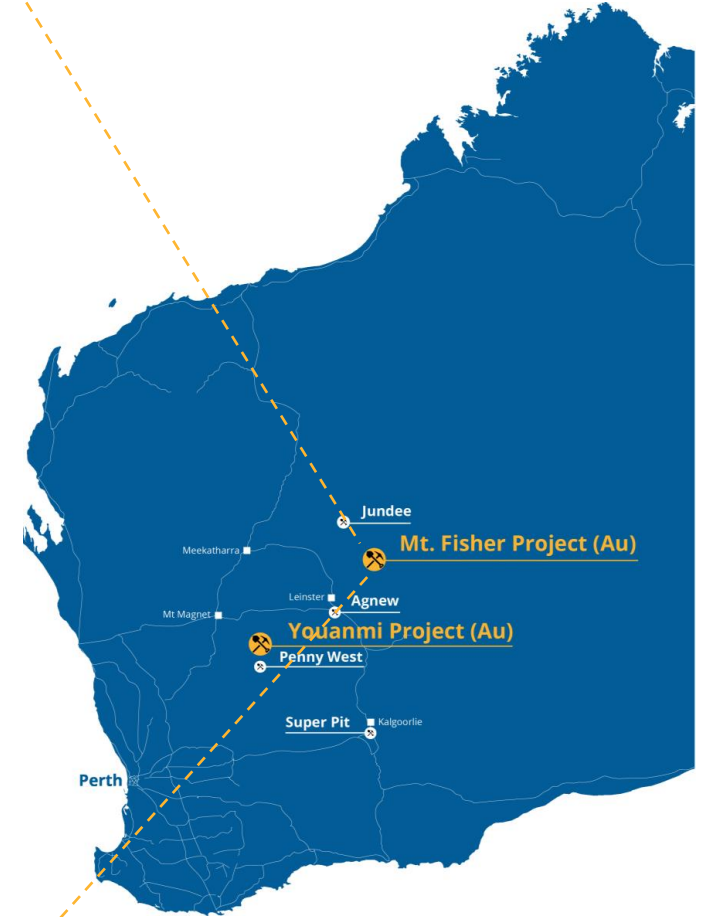 Jundee
Mt. Fisher Project (Au)
Meekatharra
Leinster
Agnew
Mt Magnet
Youanmi Project (Au)
Penny West
Super Pit
Kalgoorlie
Perth